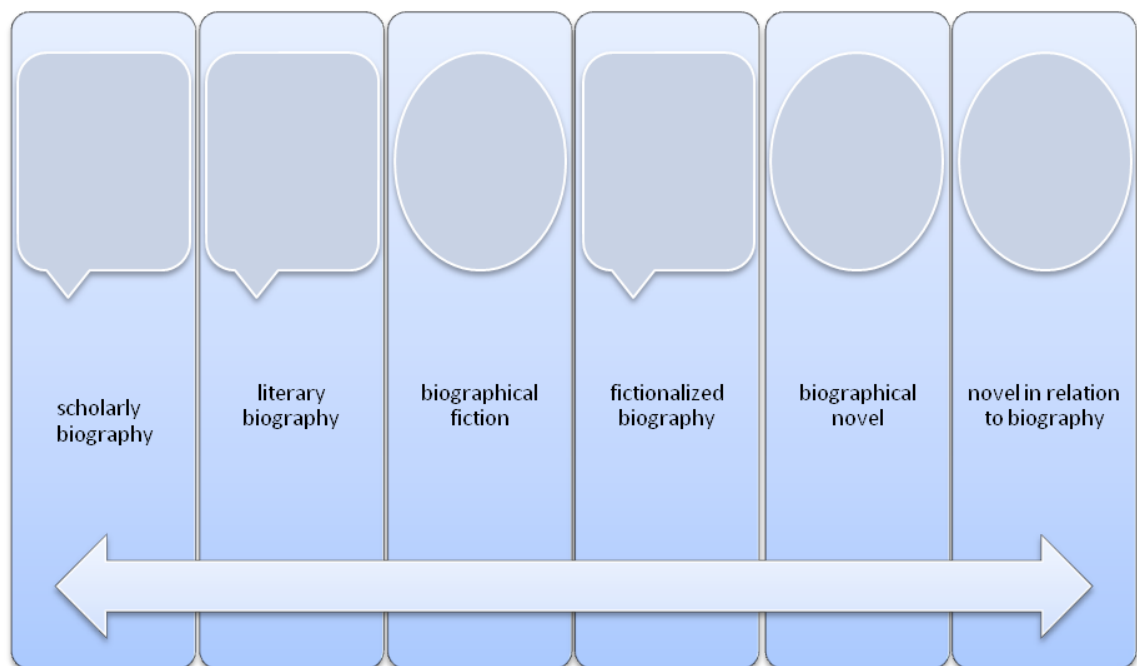 scholarly
biography
literary
biography
biographical
fiction
fictionalized
biography
biographical
novel
novel in relation
to biography